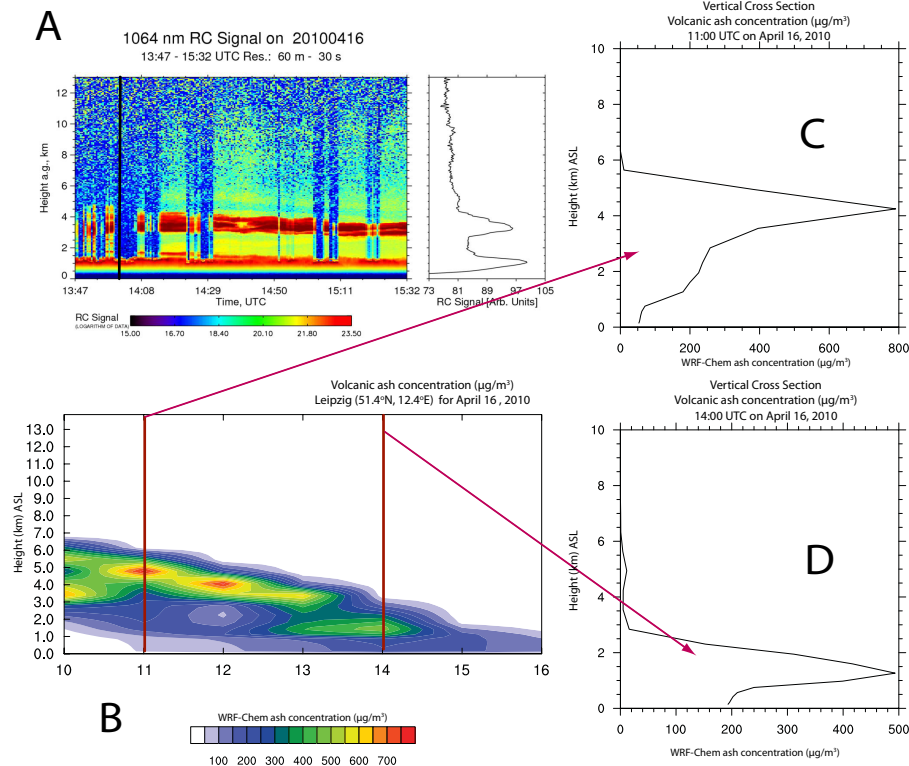 A
1064 nm RC Signal on 20100416
13:47 - 15:32 UTC Res.: 60 m - 30 s
Height a.g., km
12
10
8
6
4
2
0
13:47 14:08 14:29 14:50 15:11 15:32
Time, UTC
73 81 89 97 105
RC Signal [Arb. Units]
RC Signal
(LOGARITHM OF DATA)
15.00 16.70 18.40 20.10 21.80 23.50
Vertical Cross Section
Volcanic ash concentration (µg/m³)
11:00 UTC on April 16, 2010
C
Height (km) ASL
10
8
6
4
2
0
0 200 400 600 800
WRF-Chem ash concentration (µg/m³)
Volcanic ash concentration (µg/m³)
Leipzig (51.4°N, 12.4°E) for April 16 , 2010
Height (km) ASL
13.0
12.0
11.0
10.0
9.0
8.0
7.0
6.0
5.0
4.0
3.0
2.0
1.0
0.0
10 11 12 13 14 15 16
B
WRF-Chem ash concentration (µg/m³)
100 200 300 400 500 600 700
Vertical Cross Section
Volcanic ash concentration (µg/m³)
14:00 UTC on April 16, 2010
D
Height (km) ASL
10
8
6
4
2
0
0 100 200 300 400 500
WRF-Chem ash concentration (µg/m³)